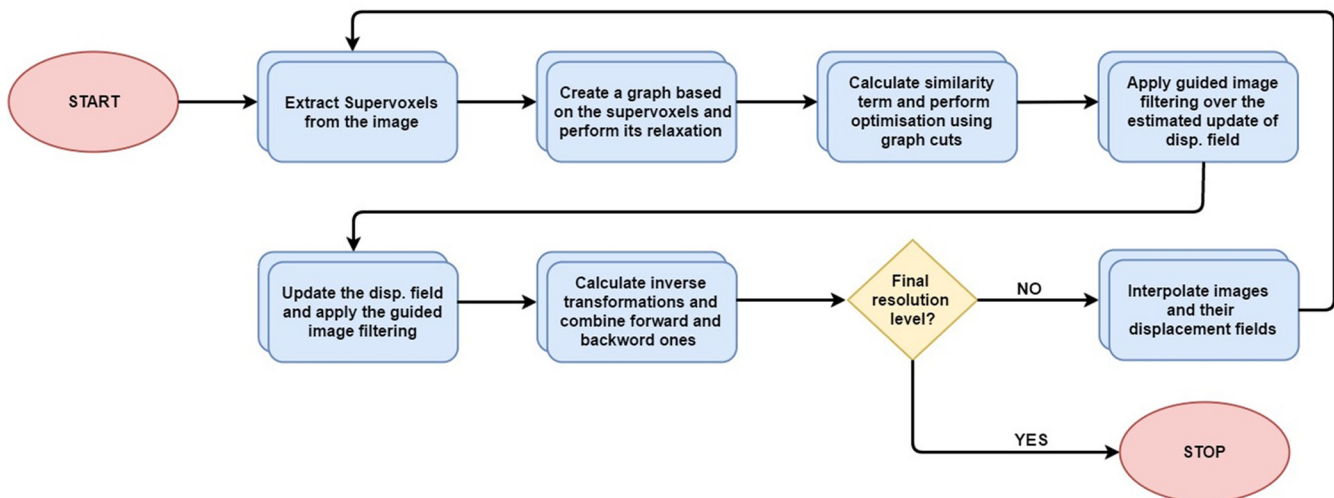 START
Extract Supervoxels
from the image
Create a graph based
on the supervoxels and
perform its relaxation
Calculate similarity
term and perform
optimisation using
graph cuts
Apply guided image
filtering over the
estimated update of
disp. field
Update the disp. field
and apply the guided
image filtering
Calculate inverse
transformations and
combine forward and
backword ones
Final
resolution
level?
NO
Interpolate images
and their
displacement fields
YES
STOP